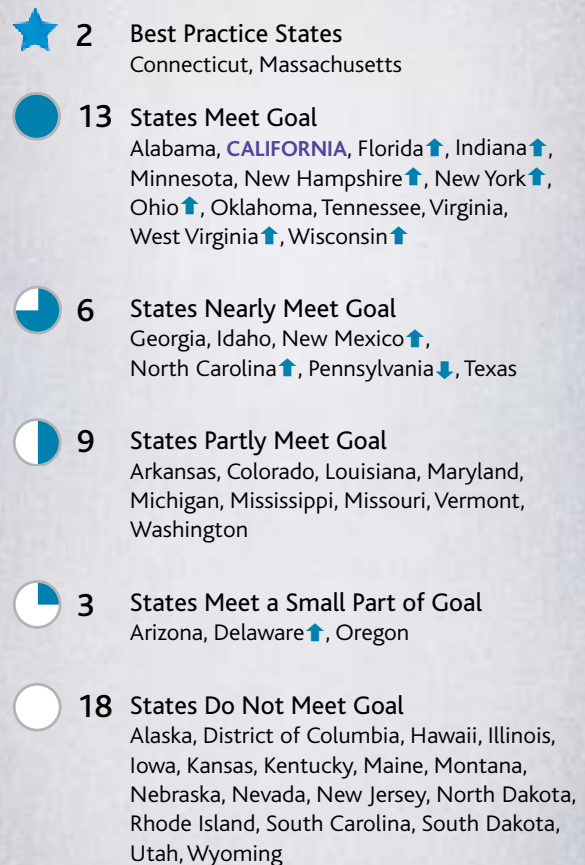 2 Best Practice States
Connecticut, Massachusetts
13 States Meet Goal
Alabama, CALIFORNIA, Florida⬆, Indiana⬆,
Minnesota, New Hampshire⬆, New York⬆,
Ohio⬆, Oklahoma, Tennessee, Virginia,
West Virginia⬆, Wisconsin⬆
6 States Nearly Meet Goal
Georgia, Idaho, New Mexico⬆,
North Carolina⬆, Pennsylvania⬇, Texas
9 States Partly Meet Goal
Arkansas, Colorado, Louisiana, Maryland,
Michigan, Mississippi, Missouri, Vermont,
Washington
3 States Meet a Small Part of Goal
Arizona, Delaware⬆, Oregon
18 States Do Not Meet Goal
Alaska, District of Columbia, Hawaii, Illinois,
Iowa, Kansas, Kentucky, Maine, Montana,
Nebraska, Nevada, New Jersey, North Dakota,
Rhode Island, South Carolina, South Dakota,
Utah, Wyoming